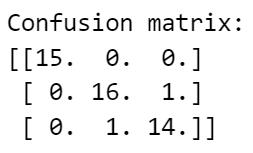 Confusion matrix:
[[15.  0.  0.]
 [ 0. 16.  1.]
 [ 0.  1. 14.]]